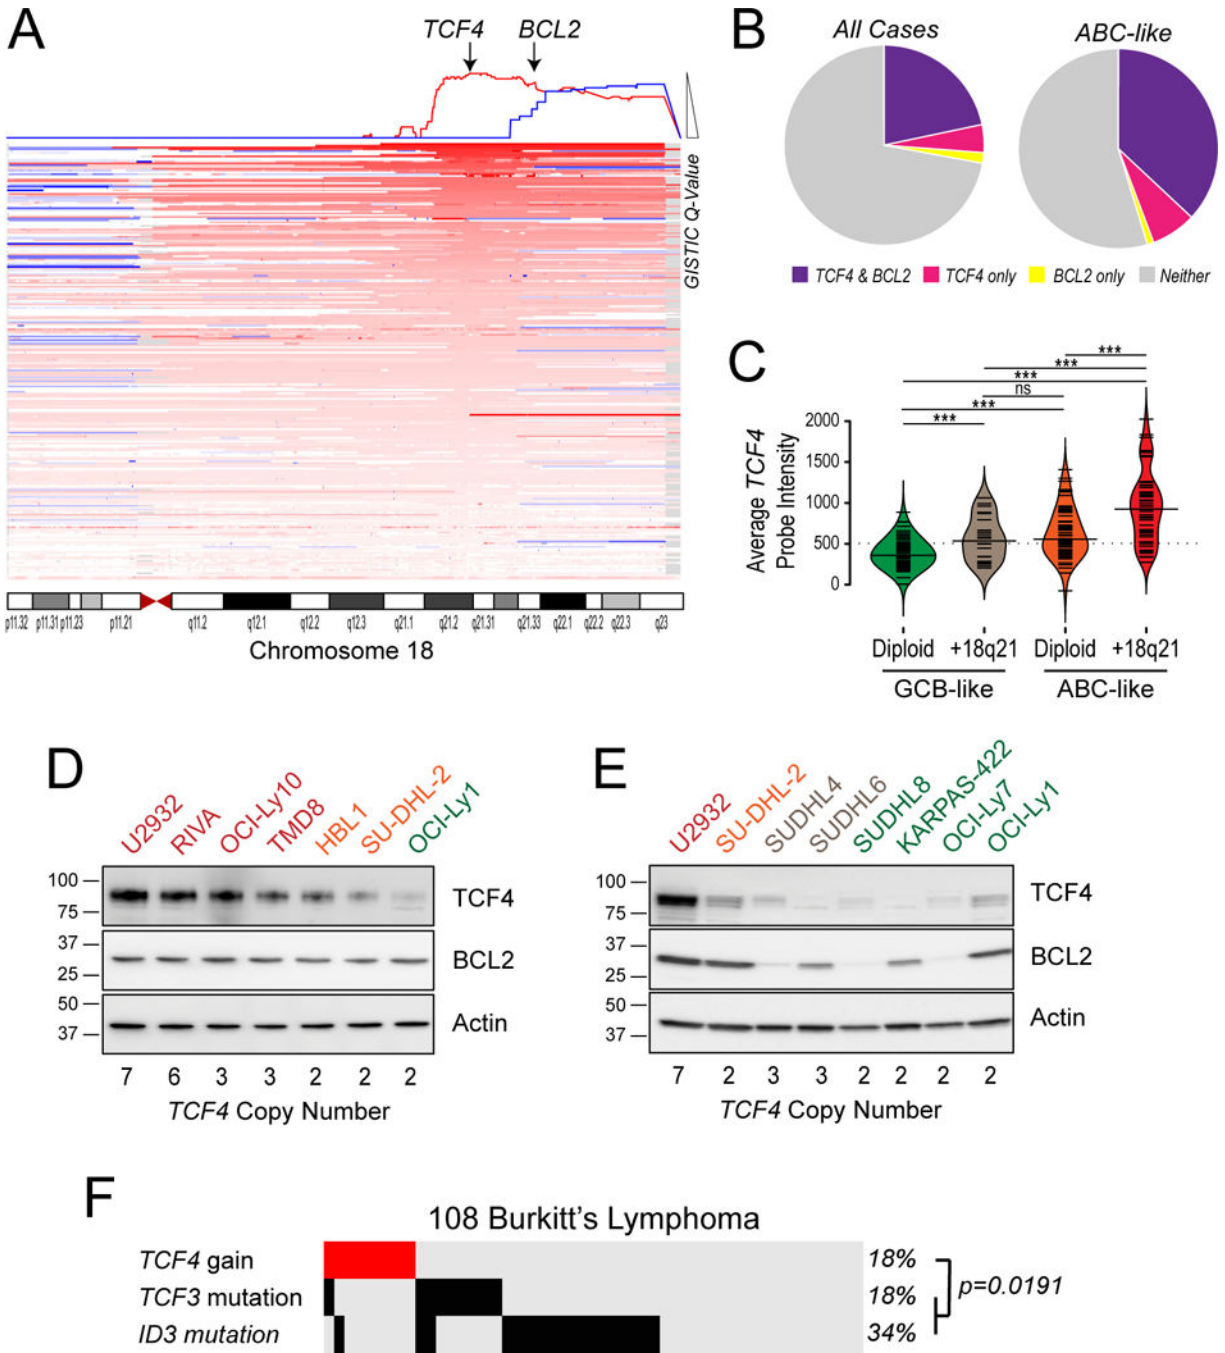 A
TCF4 BCL2
GISTIC Q-Value
p11.32 p11.31 p11.23 p11.21 q11.2 q12.1 q12.2 q12.3 q21.1 q21.2 q21.31 q21.33 q22.1 q22.2 q22.3 q23
Chromosome 18
B
All Cases ABC-like
TCF4 & BCL2 TCF4 only BCL2 only Neither
C
***
***
***
ns
***
***
Average TCF4
Probe Intensity
2000
1500
1000
500
0
Diploid +18q21 Diploid +18q21
GCB-like ABC-like
D
U2932 RIVA OCI-Ly10 TMD8 HBL1 SU-DHL-2 OCI-Ly1
100
75
TCF4
37
25
BCL2
50
37
Actin
7 6 3 3 2 2 2
TCF4 Copy Number
E
U2932 SU-DHL-2 SUDHL4 SUDHL6 SUDHL8 KARPAS-422 OCI-Ly7 OCI-Ly1
100
75
TCF4
37
25
BCL2
50
37
Actin
7 2 3 3 2 2 2 2
TCF4 Copy Number
F
108 Burkitt's Lymphoma
TCF4 gain 18%
TCF3 mutation 18%
ID3 mutation 34%
p=0.0191